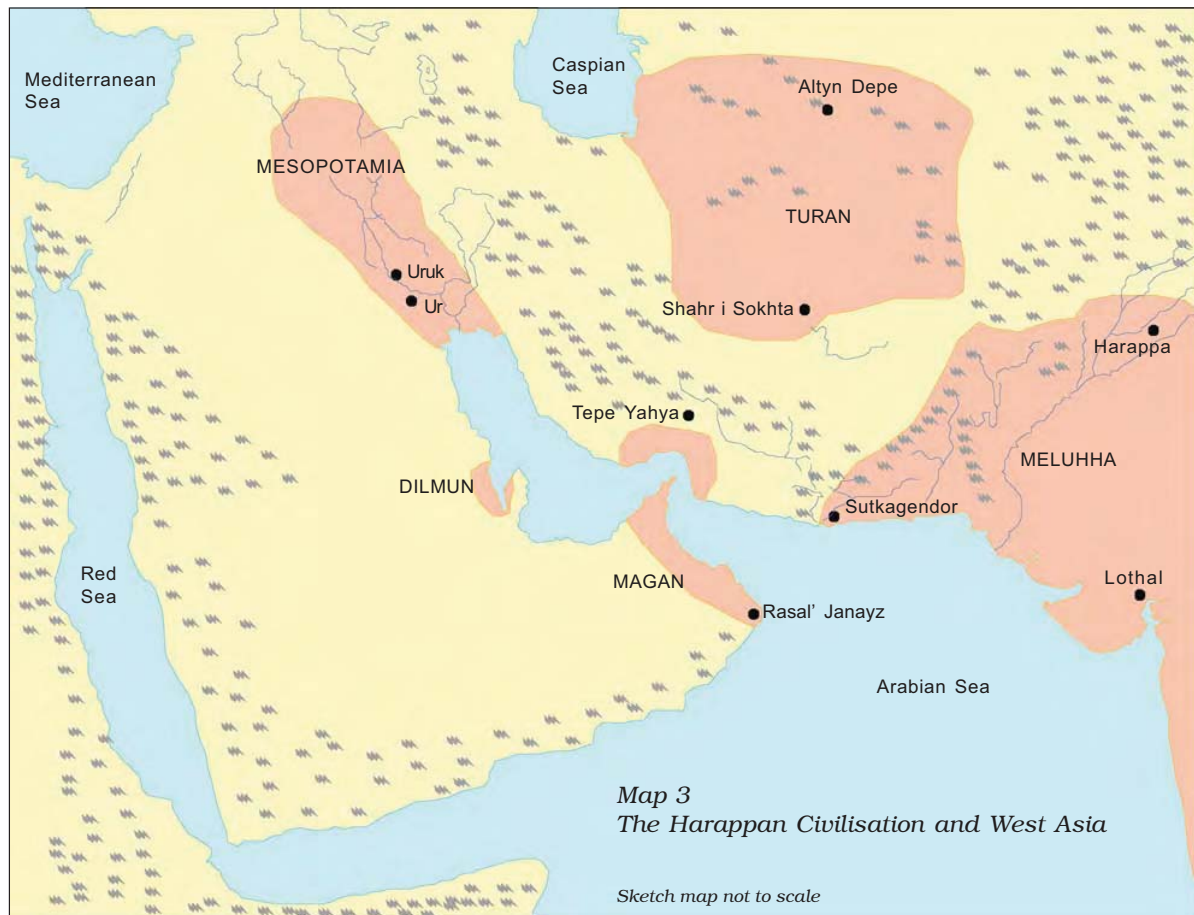 Mediterranean
Sea
Caspian
Sea
Altyn Depe
MESOPOTAMIA
TURAN
Uruk
Ur
Shahr i Sokhta
Harappa
Tepe Yahya
MELUHHA
DILMUN
Sutkagendor
Red
Sea
MAGAN
Lothal
Rasal' Janayz
Arabian Sea
Map 3
The Harappan Civilisation and West Asia
Sketch map not to scale